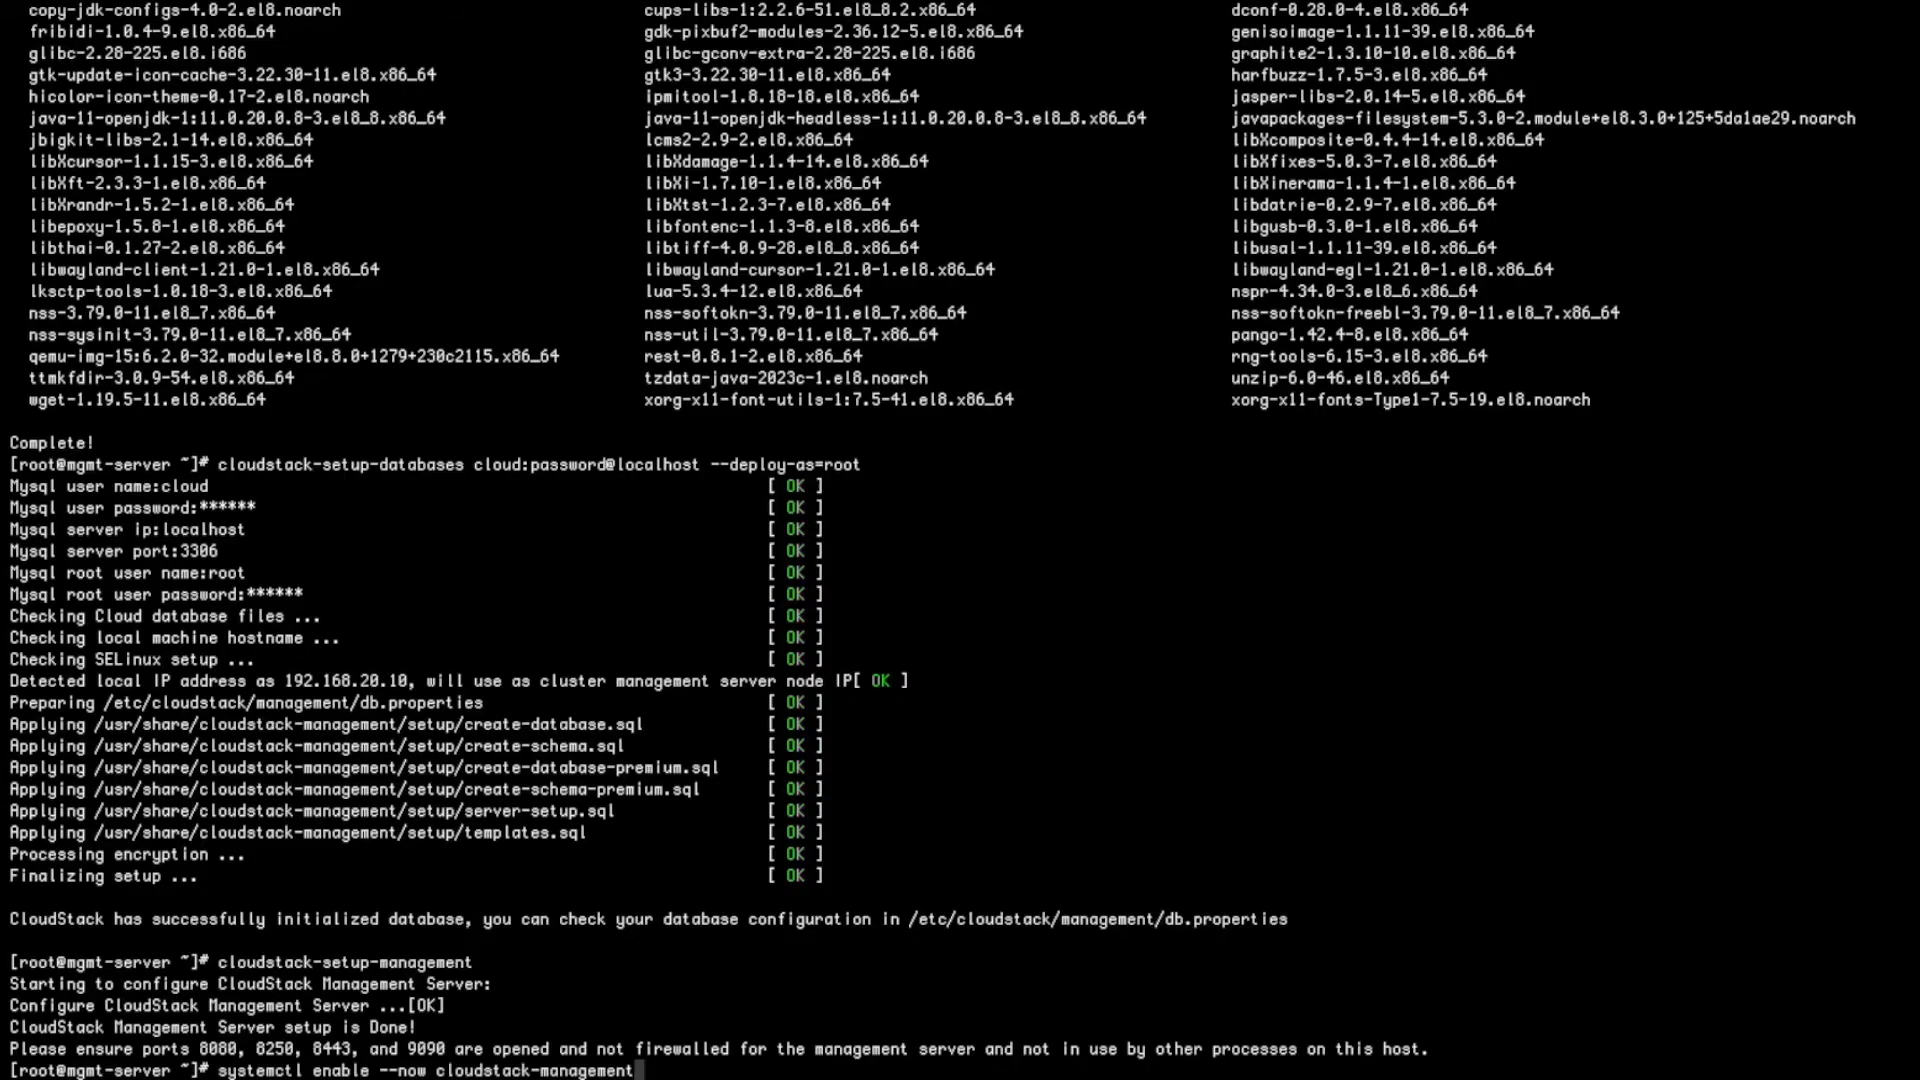 copy-jdk-configs-4.0-2.el8.noarch cups-libs-1:2.2.6-51.el8_8.2.x86_64 dconf-0.28.0-4.el8.x86_64
fribidi-1.0.4-9.el8.x86_64 gdk-pixbuf2-modules-2.36.12-5.el8.x86_64 genisoimage-1.1.11-39.el8.x86_64
glibc-2.28-225.el8.i686 glibc-gconv-extra-2.28-225.el8.i686 graphite2-1.3.10-10.el8.x86_64
gtk-update-icon-cache-3.22.30-11.el8.x86_64 gtk3-3.22.30-11.el8.x86_64 harfbuzz-1.7.5-3.el8.x86_64
hicolor-icon-theme-0.17-2.el8.noarch ipmitool-1.8.18-18.el8.x86_64 jasper-libs-2.0.14-5.el8.x86_64
java-11-openjdk-1:11.0.20.0.8-3.el8_8.x86_64 java-11-openjdk-headless-1:11.0.20.0.8-3.el8_8.x86_64 javapackages-filesystem-5.3.0-2.module+el8.3.0+125+5da1ae29.noarch
jbigkit-libs-2.1-14.el8.x86_64 lcms2-2.9-2.el8.x86_64 libXcomposite-0.4.4-14.el8.x86_64
libXcursor-1.1.15-3.el8.x86_64 libXdamage-1.1.4-14.el8.x86_64 libXfixes-5.0.3-7.el8.x86_64
libXft-2.3.3-1.el8.x86_64 libXi-1.7.10-1.el8.x86_64 libXinerama-1.1.4-1.el8.x86_64
libXrandr-1.5.2-1.el8.x86_64 libXtst-1.2.3-7.el8.x86_64 libdatrie-0.2.9-7.el8.x86_64
libepoxy-1.5.8-1.el8.x86_64 libfontenc-1.1.3-8.el8.x86_64 libgusb-0.3.0-1.el8.x86_64
libthai-0.1.27-2.el8.x86_64 libtiff-4.0.9-28.el8_8.x86_64 libusal-1.1.11-39.el8.x86_64
libwayland-client-1.21.0-1.el8.x86_64 libwayland-cursor-1.21.0-1.el8.x86_64 libwayland-egl-1.21.0-1.el8.x86_64
lksctp-tools-1.0.18-3.el8.x86_64 lua-5.3.4-12.el8.x86_64 nspr-4.34.0-3.el8_6.x86_64
nss-3.79.0-11.el8_7.x86_64 nss-softokn-3.79.0-11.el8_7.x86_64 nss-softokn-freebl-3.79.0-11.el8_7.x86_64
nss-sysinit-3.79.0-11.el8_7.x86_64 nss-util-3.79.0-11.el8_7.x86_64 pango-1.42.4-8.el8.x86_64
qemu-img-15:6.2.0-32.module+el8.8.0+1279+230c2115.x86_64 rest-0.8.1-2.el8.x86_64 rng-tools-6.15-3.el8.x86_64
ttmkfdir-3.0.9-54.el8.x86_64 tzdata-java-2023c-1.el8.noarch unzip-6.0-46.el8.x86_64
wget-1.19.5-11.el8.x86_64 xorg-x11-font-utils-1:7.5-41.el8.x86_64 xorg-x11-fonts-Type1-7.5-19.el8.noarch
Complete!
[root@mgmt-server ~]# cloudstack-setup-databases cloud:password@localhost --deploy-as=root
Mysql user name:cloud [ OK ]
Mysql user password:****** [ OK ]
Mysql server ip:localhost [ OK ]
Mysql server port:3306 [ OK ]
Mysql root user name:root [ OK ]
Mysql root user password:****** [ OK ]
Checking Cloud database files ... [ OK ]
Checking local machine hostname ... [ OK ]
Checking SELinux setup ... [ OK ]
Detected local IP address as 192.168.20.10, will use as cluster management server node IP[ OK ]
Preparing /etc/cloudstack/management/db.properties [ OK ]
Applying /usr/share/cloudstack-management/setup/create-database.sql [ OK ]
Applying /usr/share/cloudstack-management/setup/create-schema.sql [ OK ]
Applying /usr/share/cloudstack-management/setup/create-database-premium.sql [ OK ]
Applying /usr/share/cloudstack-management/setup/create-schema-premium.sql [ OK ]
Applying /usr/share/cloudstack-management/setup/server-setup.sql [ OK ]
Applying /usr/share/cloudstack-management/setup/templates.sql [ OK ]
Processing encryption ... [ OK ]
Finalizing setup ... [ OK ]
CloudStack has successfully initialized database, you can check your database configuration in /etc/cloudstack/management/db.properties
[root@mgmt-server ~]# cloudstack-setup-management
Starting to configure CloudStack Management Server:
Configure CloudStack Management Server ...[OK]
CloudStack Management Server setup is Done!
Please ensure ports 8080, 8250, 8443, and 9090 are opened and not firewalled for the management server and not in use by other processes on this host.
[root@mgmt-server ~]# systemctl enable --now cloudstack-management